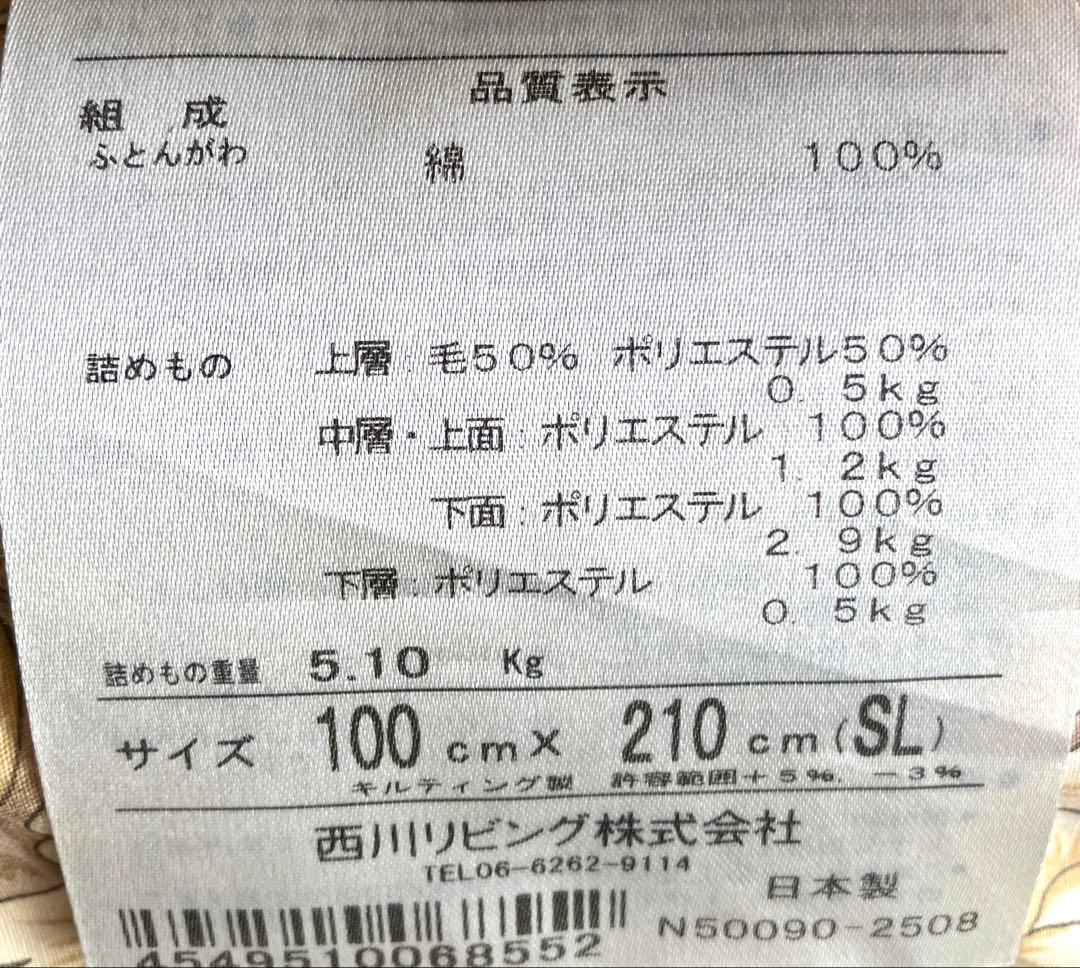 品質表示
組 成
ふとんがわ 綿 100%
詰めもの 上層:毛50% ポリエステル50%
0. 5kg
中層・上面:ポリエステル 100%
1. 2kg
下面:ポリエステル 100%
2. 9kg
下層:ポリエステル 100%
0. 5kg
詰めもの重量 5.10 Kg
サイズ 100cm× 210cm(SL)
キルティング製 許容範囲+5%. -3%
西川リビング株式会社
TEL06-6262-9114
日本製
N50090-2508
4549510068552